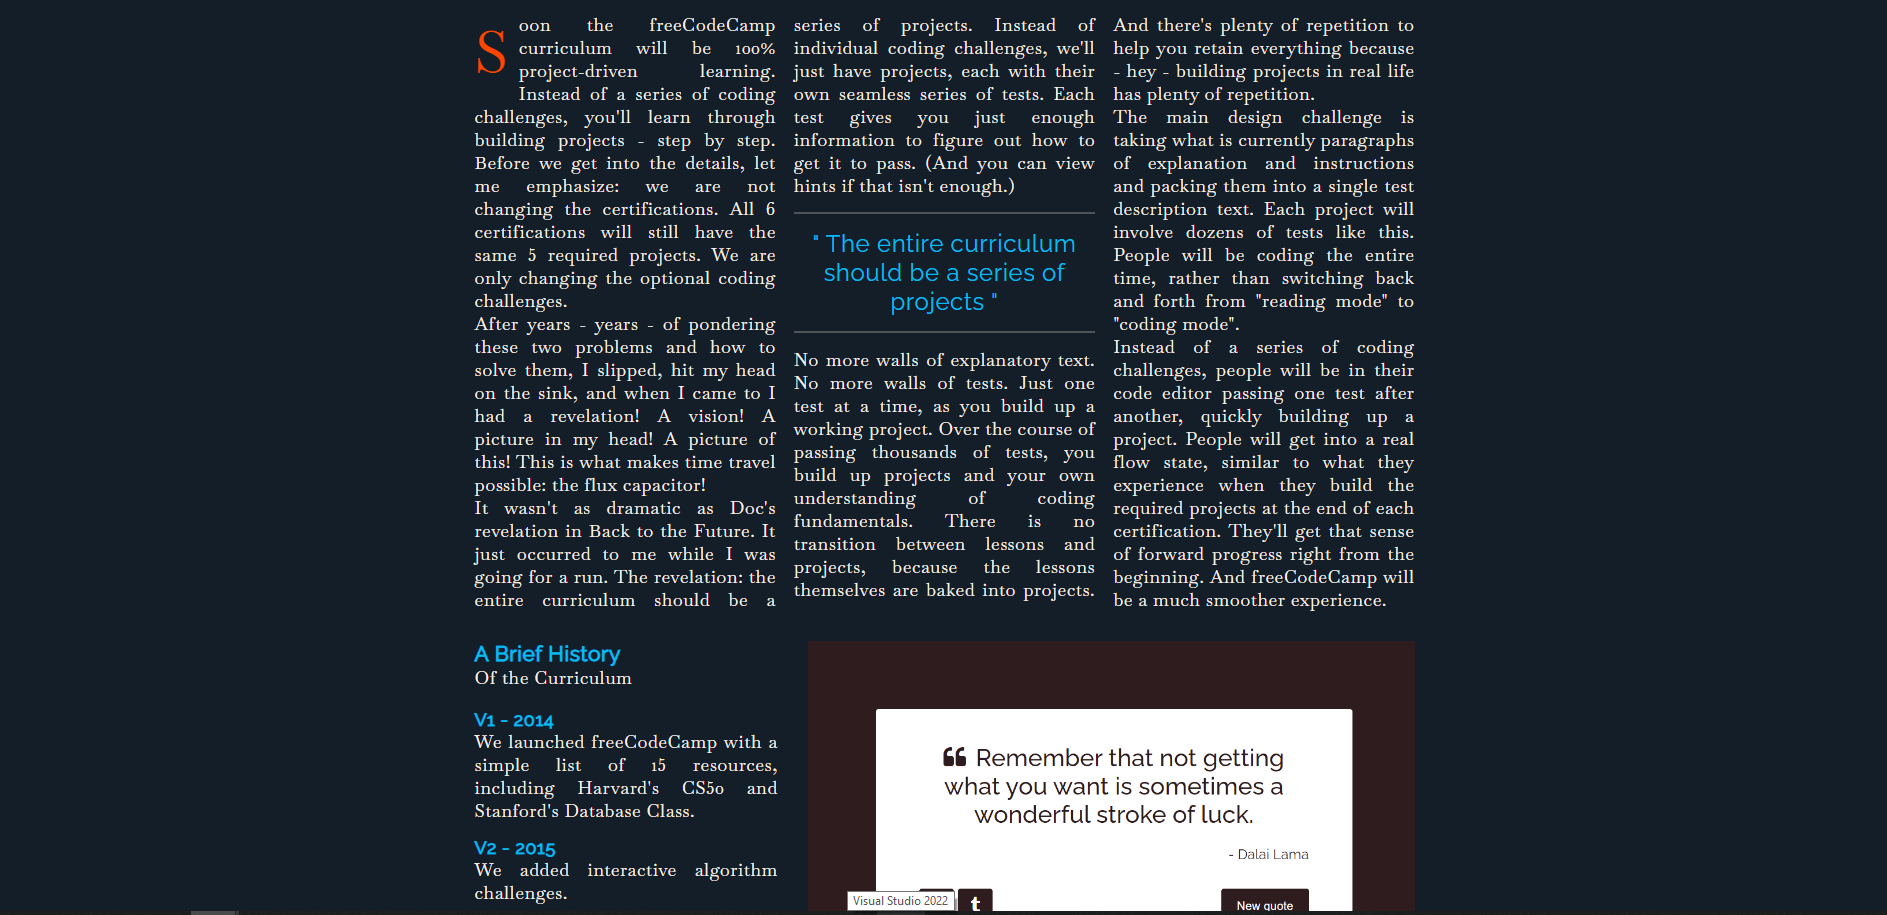 Soon the freeCodeCamp
curriculum will be 100%
project-driven learning.
Instead of a series of coding
challenges, you'll learn through
building projects - step by step.
Before we get into the details, let
me emphasize: we are not
changing the certifications. All 6
certifications will still have the
same 5 required projects. We are
only changing the optional coding
challenges.
After years - years - of pondering
these two problems and how to
solve them, I slipped, hit my head
on the sink, and when I came to I
had a revelation! A vision! A
picture in my head! A picture of
this! This is what makes time travel
possible: the flux capacitor!
It wasn't as dramatic as Doc's
revelation in Back to the Future. It
just occurred to me while I was
going for a run. The revelation: the
entire curriculum should be a
series of projects. Instead of
individual coding challenges, we'll
just have projects, each with their
own seamless series of tests. Each
test gives you just enough
information to figure out how to
get it to pass. (And you can view
hints if that isn't enough.)
" The entire curriculum
should be a series of
projects "
No more walls of explanatory text.
No more walls of tests. Just one
test at a time, as you build up a
working project. Over the course of
passing thousands of tests, you
build up projects and your own
understanding of coding
fundamentals. There is no
transition between lessons and
projects, because the lessons
themselves are baked into projects.
And there's plenty of repetition to
help you retain everything because
- hey - building projects in real life
has plenty of repetition.
The main design challenge is
taking what is currently paragraphs
of explanation and instructions
and packing them into a single test
description text. Each project will
involve dozens of tests like this.
People will be coding the entire
time, rather than switching back
and forth from "reading mode" to
"coding mode".
Instead of a series of coding
challenges, people will be in their
code editor passing one test after
another, quickly building up a
project. People will get into a real
flow state, similar to what they
experience when they build the
required projects at the end of each
certification. They'll get that sense
of forward progress right from the
beginning. And freeCodeCamp will
be a much smoother experience.
A Brief History
Of the Curriculum
V1 - 2014
We launched freeCodeCamp with a
simple list of 15 resources,
including Harvard's CS50 and
Stanford's Database Class.
V2 - 2015
We added interactive algorithm
challenges.
“ Remember that not getting
what you want is sometimes a
wonderful stroke of luck.
- Dalai Lama
t
New quote
Visual Studio 2022